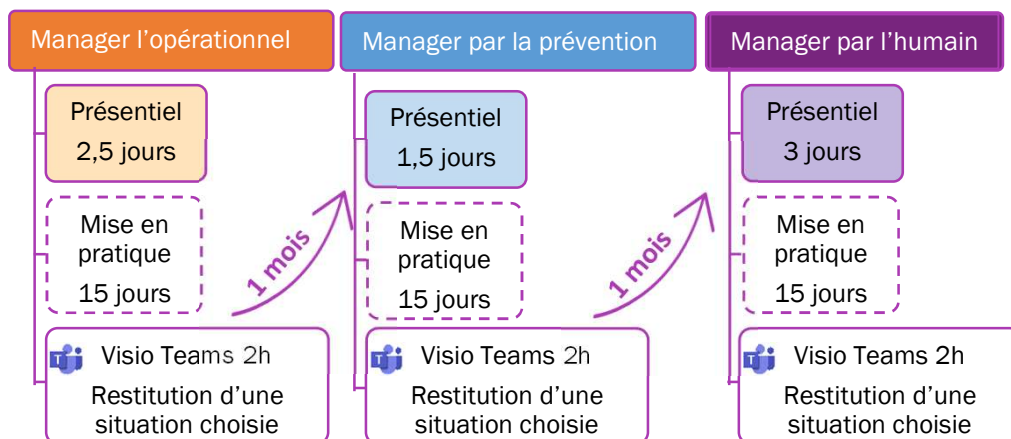 Manager l'opérationnel
Présentiel
2,5 jours
Mise en
pratique
15 jours
Visio Teams 2h
Restitution d'une
situation choisie
1 mois
Manager par la prévention
Présentiel
1,5 jours
Mise en
pratique
15 jours
Visio Teams 2h
Restitution d'une
situation choisie
1 mois
Manager par l'humain
Présentiel
3 jours
Mise en
pratique
15 jours
Visio Teams 2h
Restitution d'une
situation choisie